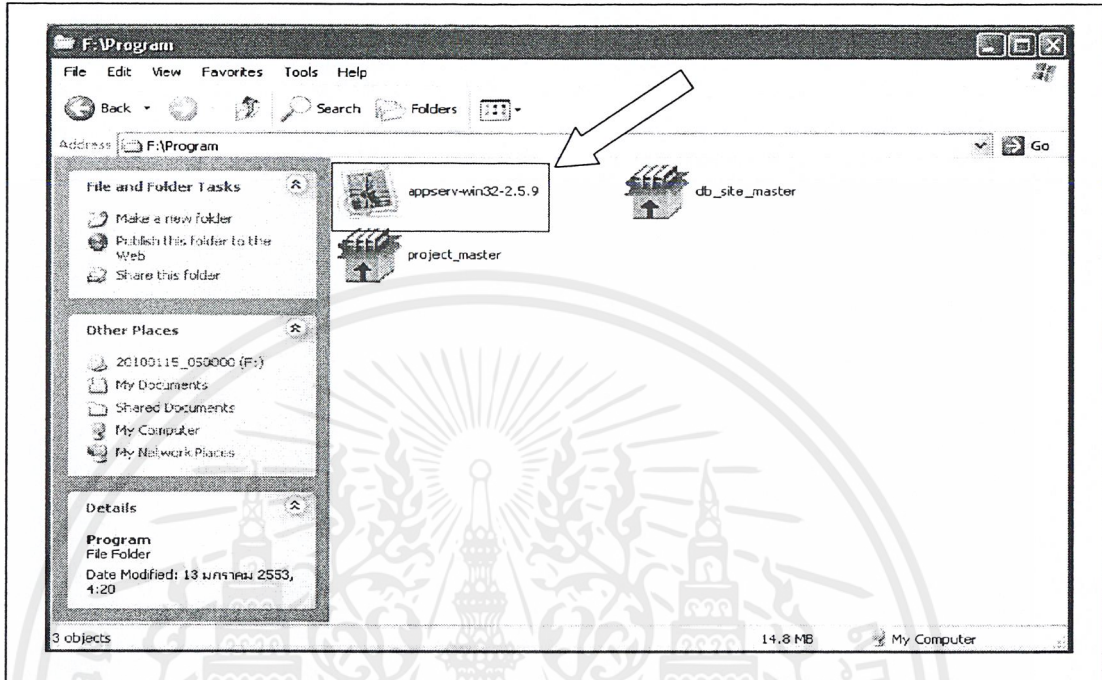 F:\Program
File Edit View Favorites Tools Help
Back Search Folders
Address F:\Program Go
File and Folder Tasks
Make a new folder
Publish this folder to the
Web
Share this folder
Other Places
20100115_050000 (F:)
My Documents
Shared Documents
My Computer
My Network Places
Details
Program
File Folder
Date Modified: 13 มกราคม 2553,
4:20
appserv-win32-2.5.9
db_site_master
project_master
3 objects 14.8 MB My Computer